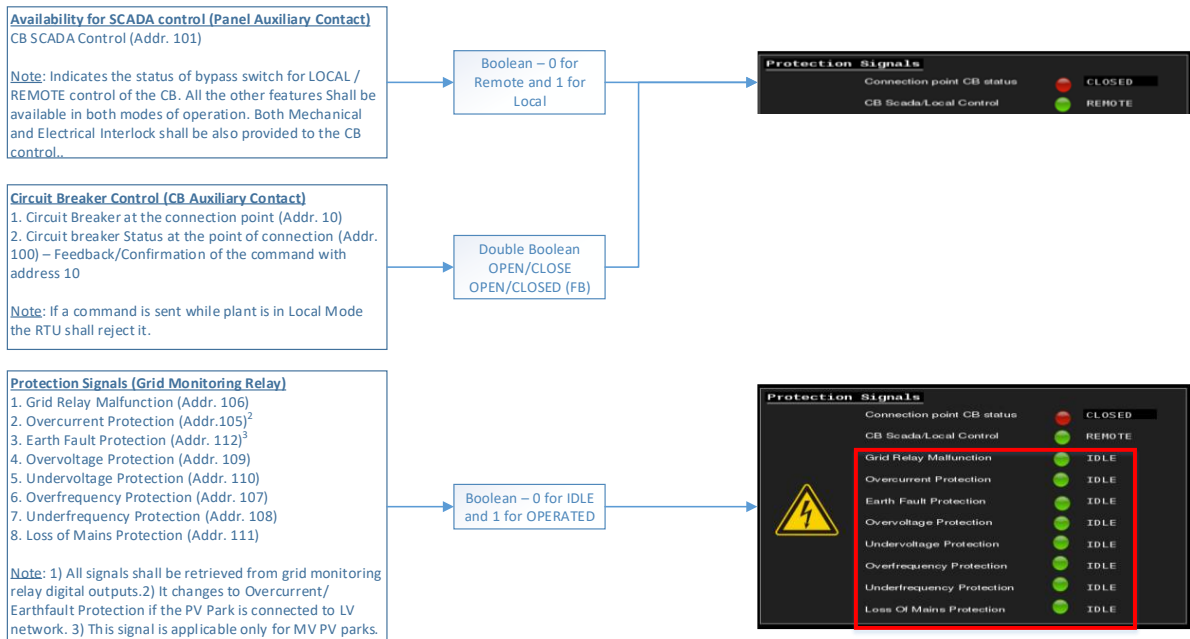 Availability for SCADA control (Panel Auxiliary Contact)
CB SCADA Control (Addr. 101)
Note: Indicates the status of bypass switch for LOCAL /
REMOTE control of the CB. All the other features Shall be
available in both modes of operation. Both Mechanical
and Electrical Interlock shall be also provided to the CB
control..
Boolean – 0 for
Remote and 1 for
Local
Protection Signals
Connection point CB status CLOSED
CB Scada/Local Control REMOTE
Circuit Breaker Control (CB Auxiliary Contact)
1. Circuit Breaker at the connection point (Addr. 10)
2. Circuit breaker Status at the point of connection (Addr.
100) – Feedback/Confirmation of the command with
address 10
Note: If a command is sent while plant is in Local Mode
the RTU shall reject it.
Double Boolean
OPEN/CLOSE
OPEN/CLOSED (FB)
Protection Signals (Grid Monitoring Relay)
1. Grid Relay Malfunction (Addr. 106)
2. Overcurrent Protection (Addr.105)²
3. Earth Fault Protection (Addr. 112)³
4. Overvoltage Protection (Addr. 109)
5. Undervoltage Protection (Addr. 110)
6. Overfrequency Protection (Addr. 107)
7. Underfrequency Protection (Addr. 108)
8. Loss of Mains Protection (Addr. 111)
Note: 1) All signals shall be retrieved from grid monitoring
relay digital outputs.2) It changes to Overcurrent/
Earthfault Protection if the PV Park is connected to LV
network. 3) This signal is applicable only for MV PV parks.
Boolean – 0 for IDLE
and 1 for OPERATED
Protection Signals
Connection point CB status CLOSED
CB Scada/Local Control REMOTE
Grid Relay Malfunction IDLE
Overcurrent Protection IDLE
Earth Fault Protection IDLE
Overvoltage Protection IDLE
Undervoltage Protection IDLE
Overfrequency Protection IDLE
Underfrequency Protection IDLE
Loss Of Mains Protection IDLE